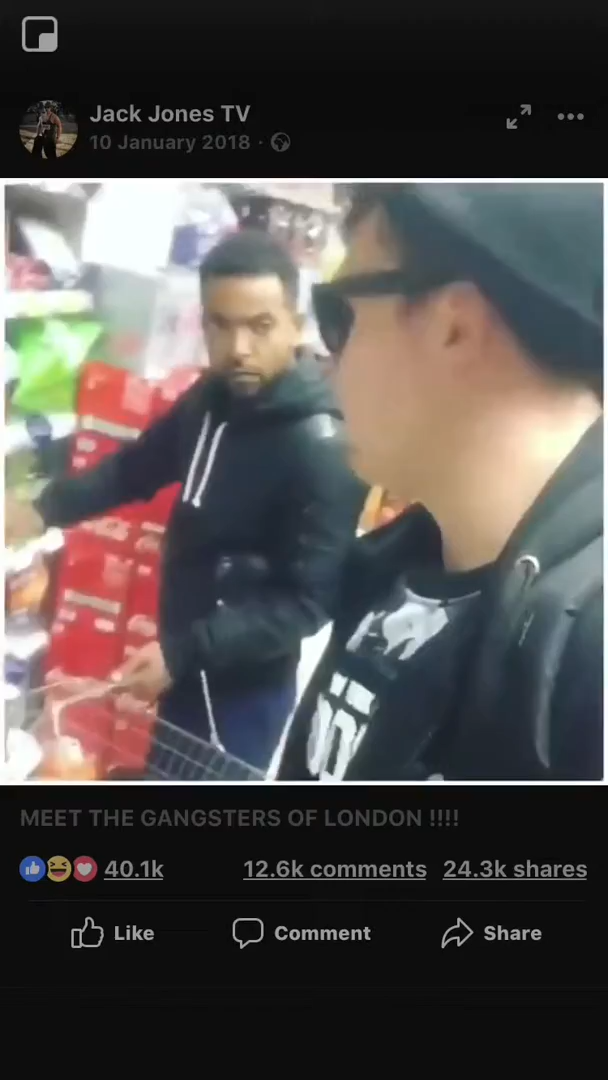 Jack Jones TV
10 January 2018 ·
MEET THE GANGSTERS OF LONDON !!!!
40.1k 12.6k comments 24.3k shares
Like Comment Share